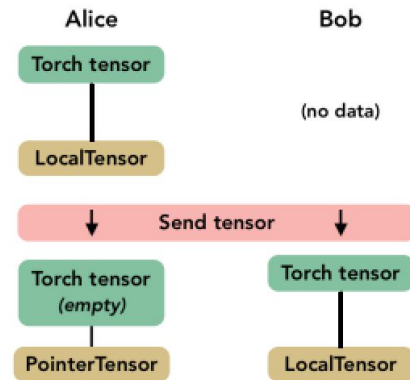 Alice Bob
Torch tensor
(no data)
LocalTensor
Send tensor
Torch tensor
(empty)
Torch tensor
PointerTensor
LocalTensor